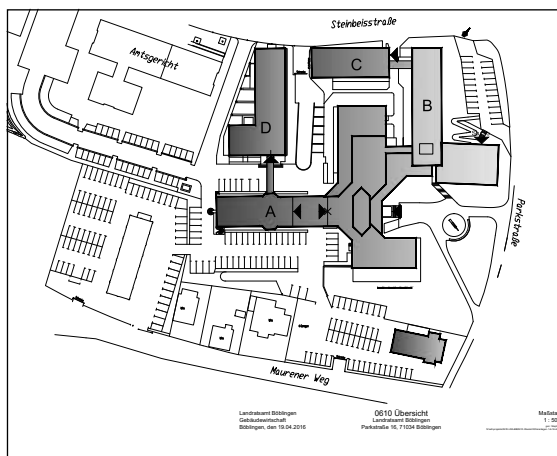 Steinbeisstraße
Amtsgericht
C
B
D
A
Parkstraße
Maurener Weg
Landratsamt Böblingen
Gebäudewirtschaft
Böblingen, den 19.04.2016
0610 Übersicht
Landratsamt Böblingen
Parkstraße 16, 71034 Böblingen